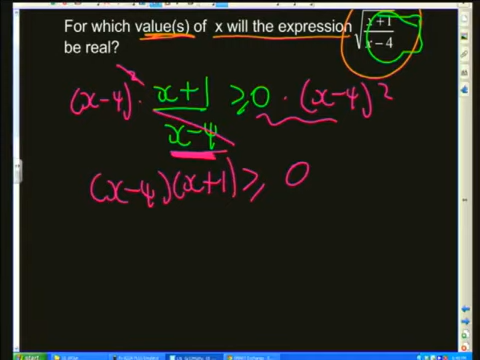 For which value(s) of x will the expression √((x+1)/(x−4))
be real?
(x−4)² · (x+1)/(x−4) ≥ 0 · (x−4)²
(x−4)(x+1) ≥ 0
start